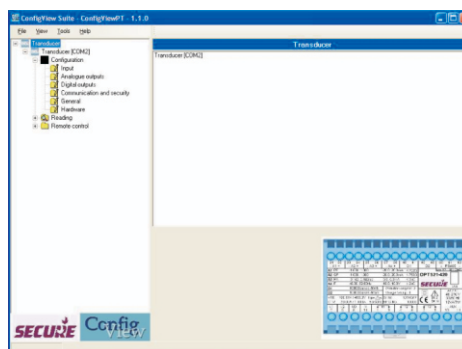 ConfigView Suite - ConfigViewPT - 1.1.0
File View Tools Help
Transducer
Transducer [COM2]
Configuration
Input
Analogue outputs
Digital outputs
Communication and security
General
Hardware
Reading
Remote control
Transducer
Transducer [COM2]
SECURE
Config
View
SECURE